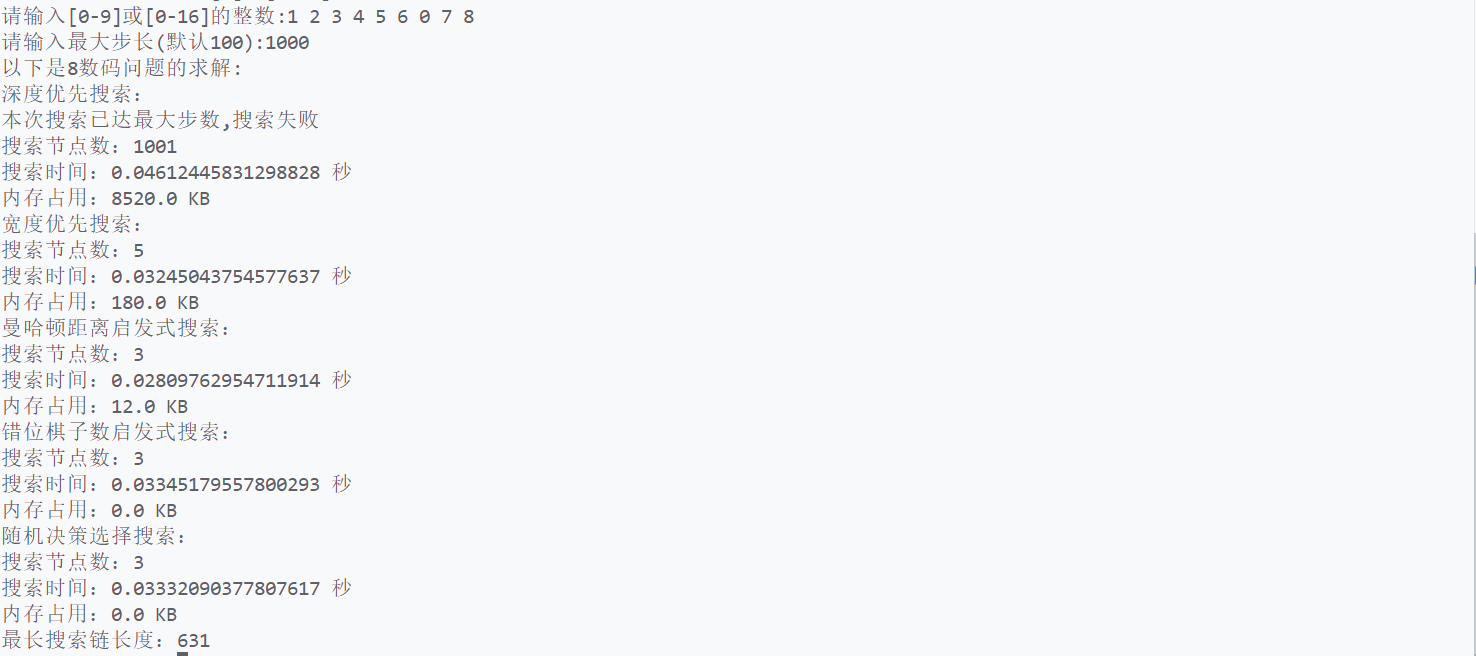 请输入[0-9]或[0-16]的整数:1 2 3 4 5 6 0 7 8
请输入最大步长(默认100):1000
以下是8数码问题的求解:
深度优先搜索:
本次搜索已达最大步数,搜索失败
搜索节点数: 1001
搜索时间: 0.04612445831298828 秒
内存占用: 8520.0 KB
宽度优先搜索:
搜索节点数: 5
搜索时间: 0.03245043754577637 秒
内存占用: 180.0 KB
曼哈顿距离启发式搜索:
搜索节点数: 3
搜索时间: 0.02809762954711914 秒
内存占用: 12.0 KB
错位棋子数启发式搜索:
搜索节点数: 3
搜索时间: 0.03345179557800293 秒
内存占用: 0.0 KB
随机决策选择搜索:
搜索节点数: 3
搜索时间: 0.03332090377807617 秒
内存占用: 0.0 KB
最长搜索链长度: 631